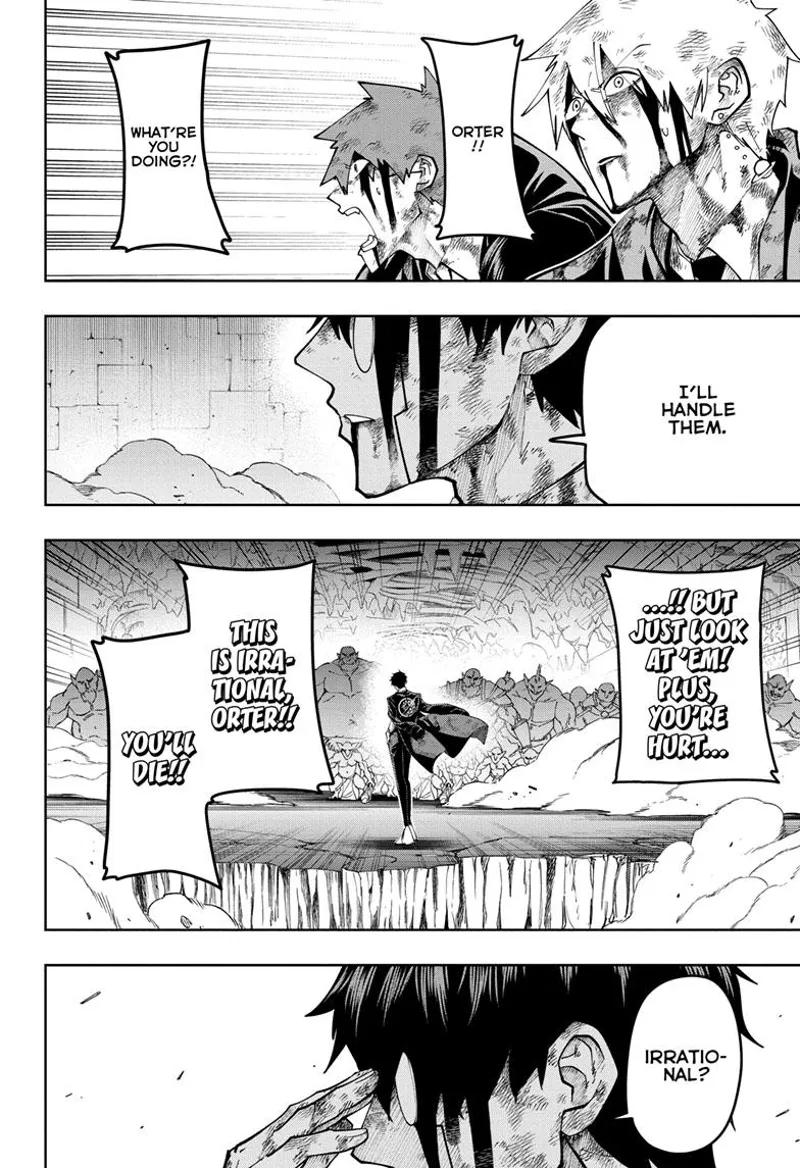 ORTER
!!
WHAT'RE
YOU
DOING?!
I'LL
HANDLE
THEM.
...!! BUT
JUST LOOK
AT 'EM!
PLUS,
YOU'RE
HURT...
THIS
IS IRRA-
TIONAL,
ORTER!!
YOU'LL
DIE!!
IRRATIO-
NAL?